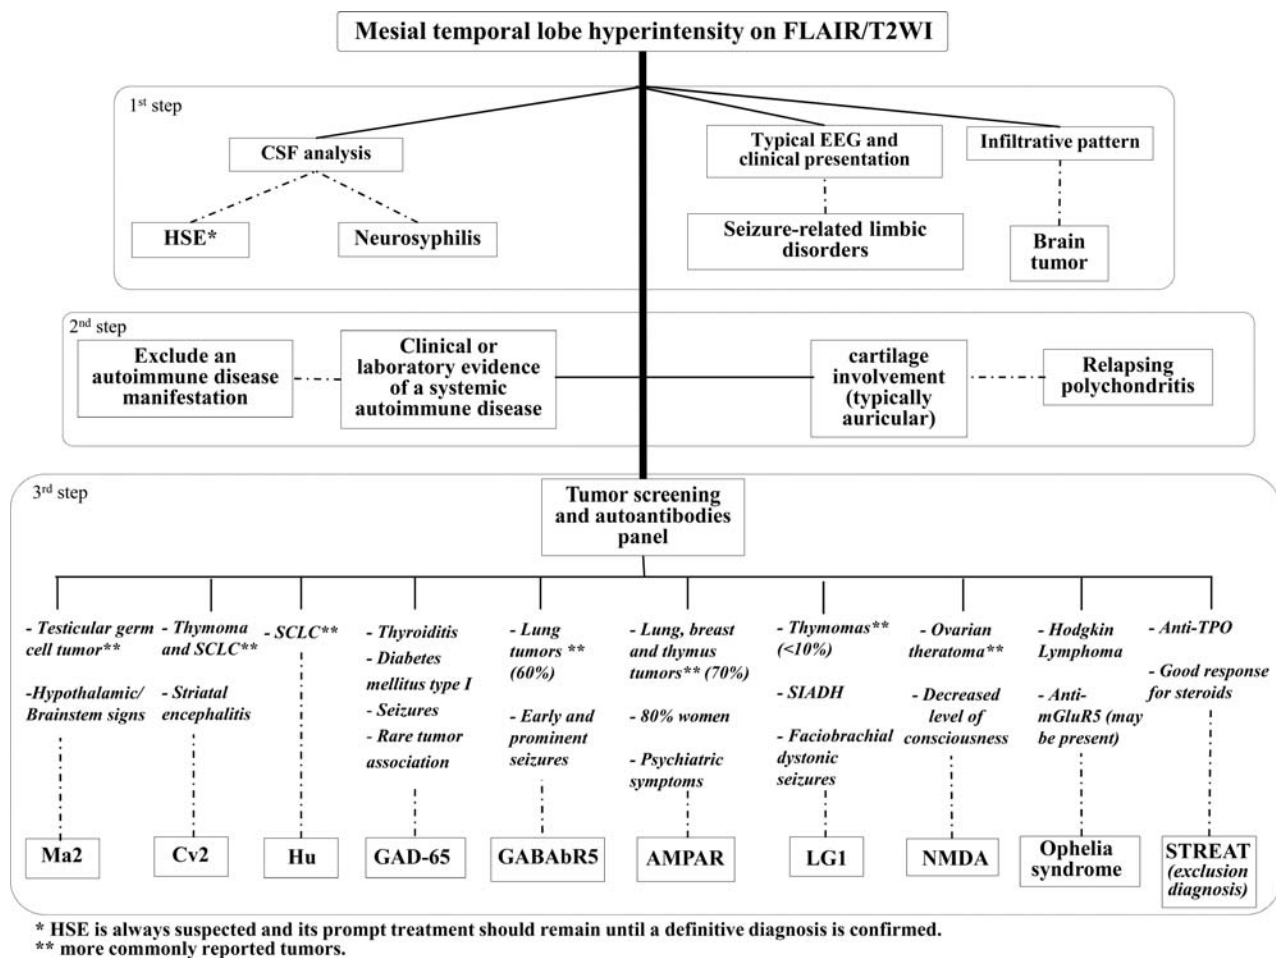 Mesial temporal lobe hyperintensity on FLAIR/T2WI
1st step
CSF analysis
Typical EEG and
clinical presentation
Infiltrative pattern
HSE*
Neurosyphilis
Seizure-related limbic
disorders
Brain
tumor
2nd step
Exclude an
autoimmune disease
manifestation
Clinical or
laboratory evidence
of a systemic
autoimmune disease
cartilage
involvement
(typically
auricular)
Relapsing
polychondritis
3rd step
Tumor screening
and autoantibodies
panel
- Testicular germ
cell tumor**
-Hypothalamic/
Brainstem signs
Ma2
- Thymoma
and SCLC**
- Striatal
encephalitis
Cv2
- SCLC**
Hu
- Thyroiditis
- Diabetes
mellitus type I
- Seizures
- Rare tumor
association
GAD-65
- Lung
tumors **
(60%)
- Early and
prominent
seizures
GABAbR5
- Lung, breast
and thymus
tumors** (70%)
- 80% women
- Psychiatric
symptoms
AMPAR
- Thymomas**
(<10%)
- SIADH
- Faciobrachial
dystonic
seizures
LG1
- Ovarian
theratoma**
- Decreased
level of
consciousness
NMDA
- Hodgkin
Lymphoma
- Anti-
mGluR5 (may
be present)
Ophelia
syndrome
- Anti-TPO
- Good response
for steroids
STREAT
(exclusion
diagnosis)
* HSE is always suspected and its prompt treatment should remain until a definitive diagnosis is confirmed.
** more commonly reported tumors.